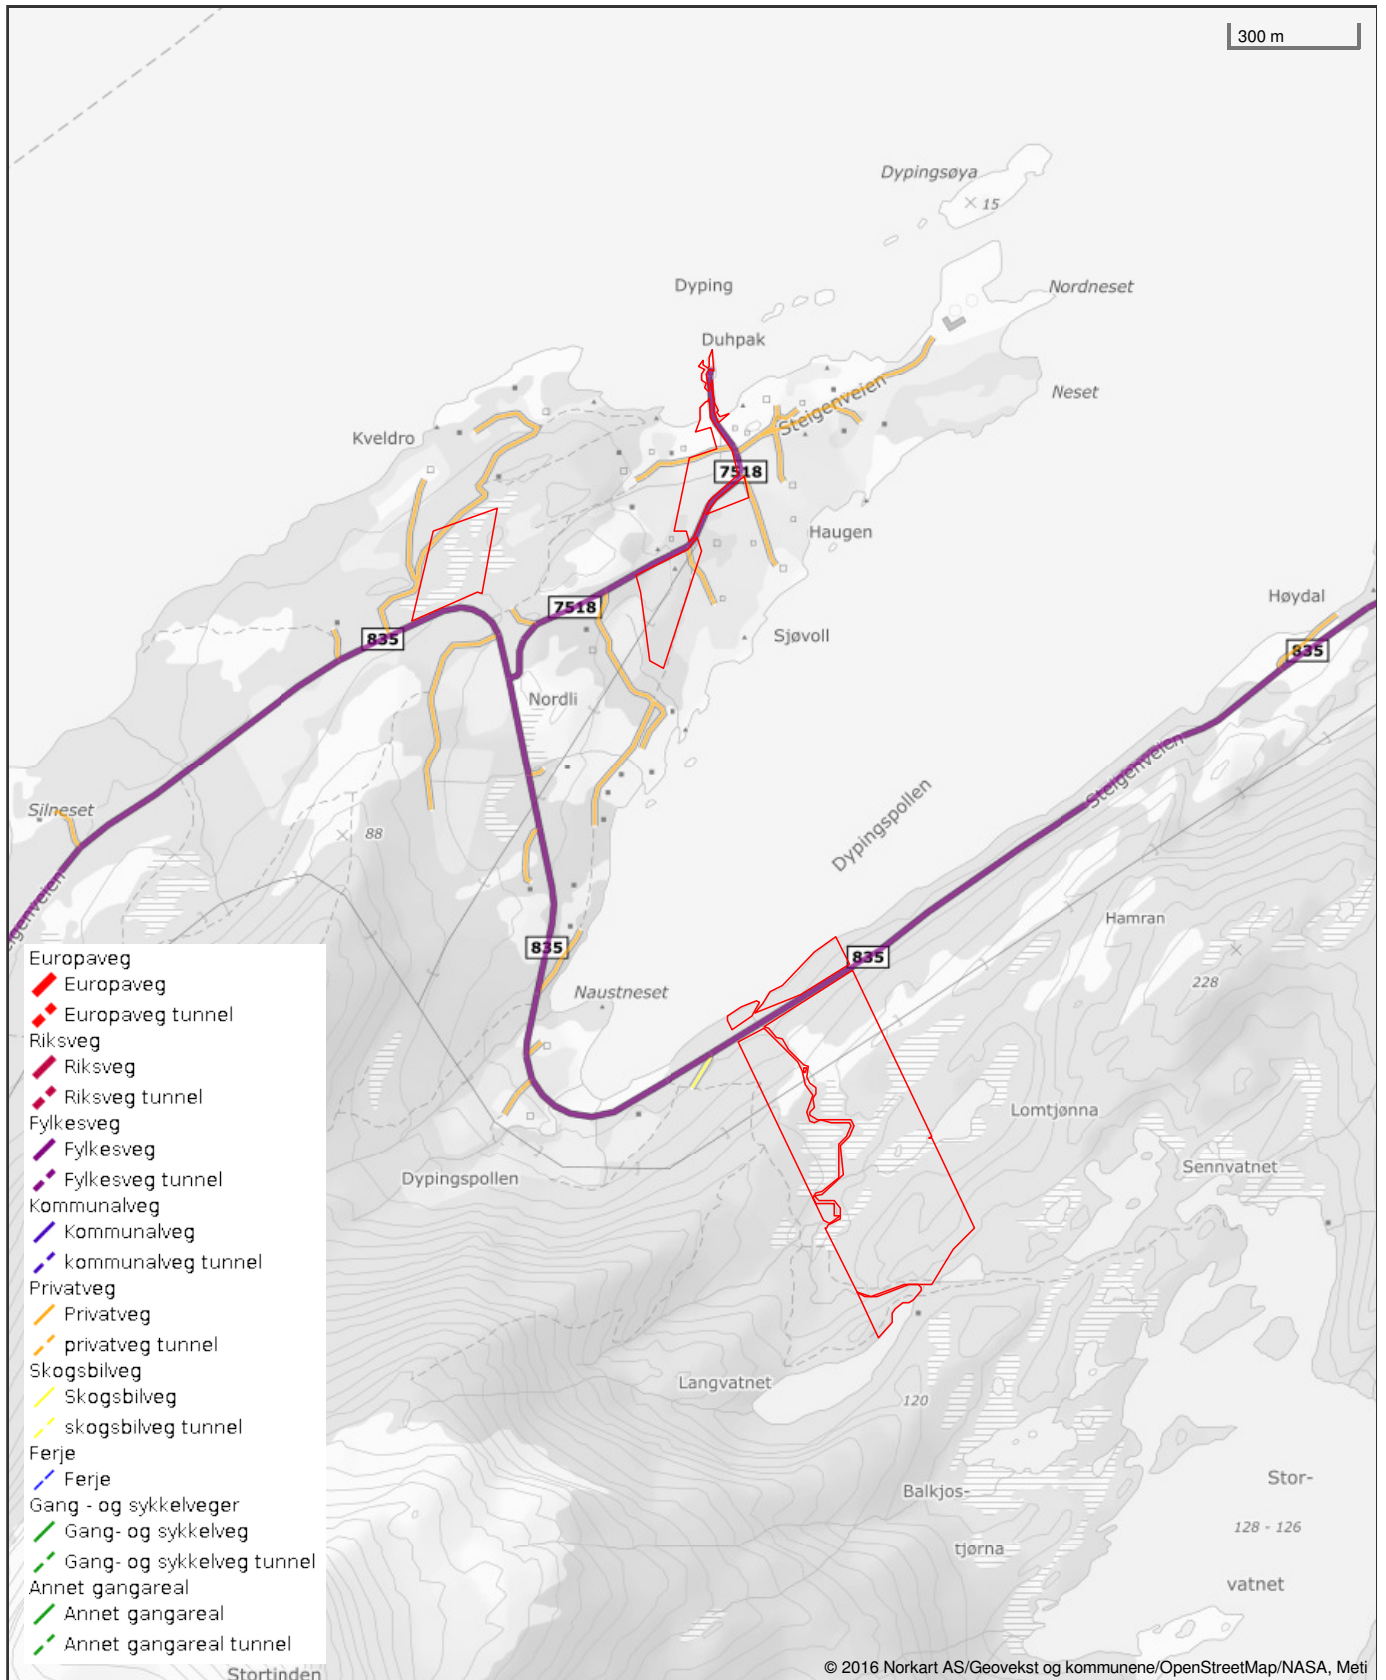 300 m
Dypingsøya
15
Dyping
Nordneset
Duhpak
Neset
Steigenveien
Kveldro
7518
Haugen
Høydal
7518
835
Sjøvoll
835
Nordli
Steigenveien
Silneset
88
Dypingspollen
Hamran
835
835
228
Naustneset
Lomtjønna
Dypingspollen
Sennvatnet
Langvatnet
120
Balkjos-
tjørna
Stor-
128 - 126
vatnet
Stortinden
Europaveg
Europaveg
Europaveg tunnel
Riksveg
Riksveg
Riksveg tunnel
Fylkesveg
Fylkesveg
Fylkesveg tunnel
Kommunalveg
Kommunalveg
kommunalveg tunnel
Privatveg
Privatveg
privatveg tunnel
Skogsbilveg
Skogsbilveg
skogsbilveg tunnel
Ferje
Ferje
Gang - og sykkelveger
Gang- og sykkelveg
Gang- og sykkelveg tunnel
Annet gangareal
Annet gangareal
Annet gangareal tunnel
© 2016 Norkart AS/Geovekst og kommunene/OpenStreetMap/NASA, Meti